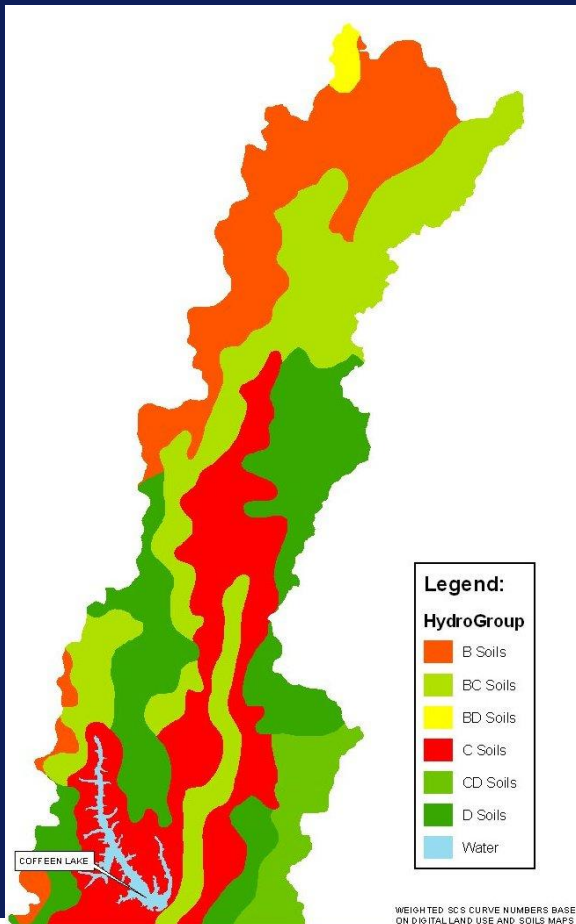 Legend:
HydroGroup
B Soils
BC Soils
BD Soils
C Soils
CD Soils
D Soils
Water
COFFEEN LAKE
WEIGHTED SCS CURVE NUMBERS BASE
ON DIGITAL LAND USE AND SOILS MAPS